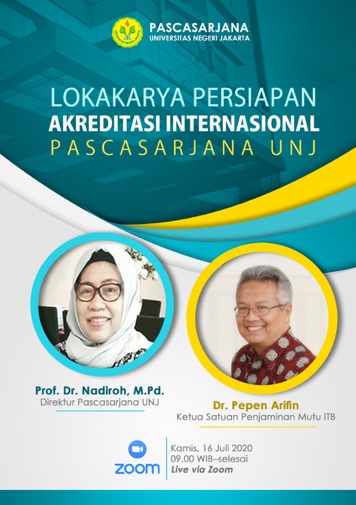 PASCASARJANA
UNIVERSITAS NEGERI JAKARTA
LOKAKARYA PERSIAPAN
AKREDITASI INTERNASIONAL
PASCASARJANA UNJ
Prof. Dr. Nadiroh, M.Pd.
Direktur Pascasarjana UNJ
Dr. Pepen Arifin
Ketua Satuan Penjaminan Mutu ITB
zoom
Kamis, 16 Juli 2020
09.00 WIB–selesai
Live via Zoom